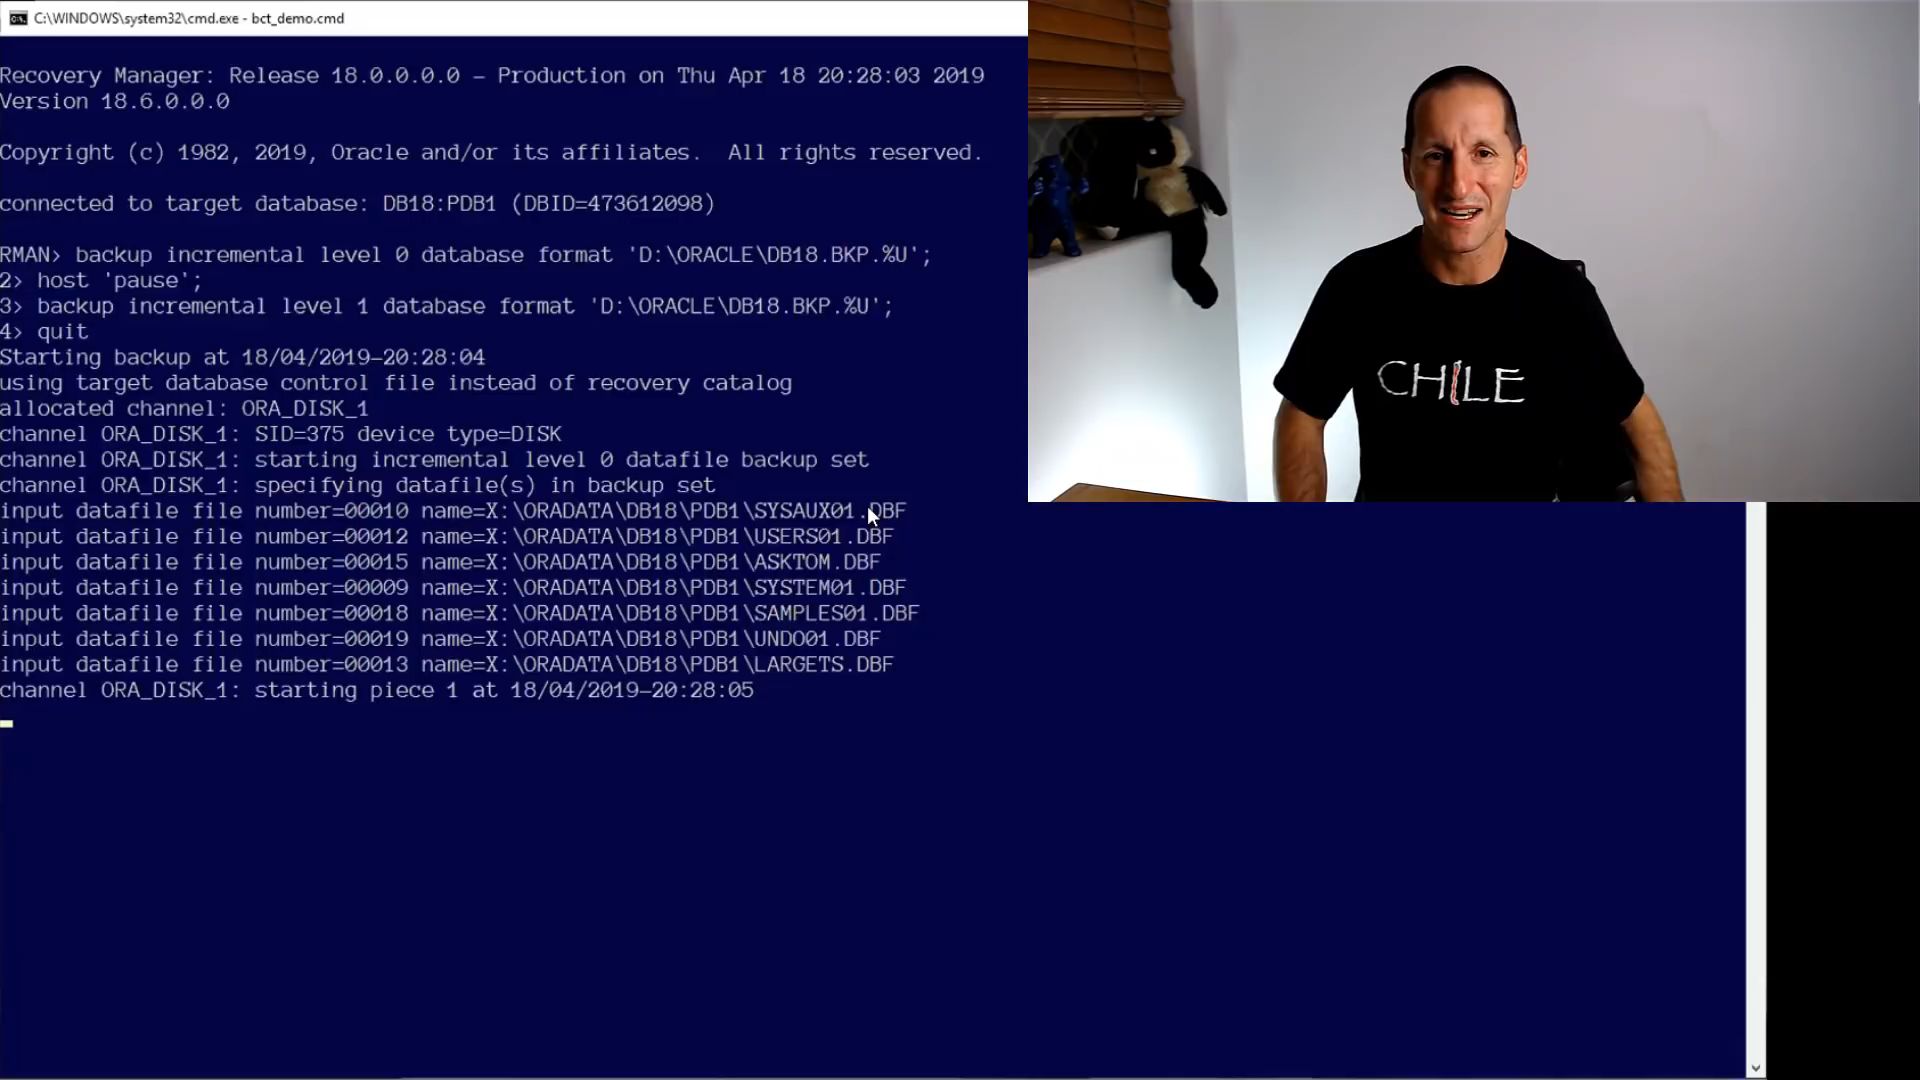 C:\WINDOWS\system32\cmd.exe - bct_demo.cmd
Recovery Manager: Release 18.0.0.0.0 - Production on Thu Apr 18 20:28:03 2019
Version 18.6.0.0.0
Copyright (c) 1982, 2019, Oracle and/or its affiliates.  All rights reserved.
connected to target database: DB18:PDB1 (DBID=473612098)
RMAN> backup incremental level 0 database format 'D:\ORACLE\DB18.BKP.%U';
2> host 'pause';
3> backup incremental level 1 database format 'D:\ORACLE\DB18.BKP.%U';
4> quit
Starting backup at 18/04/2019-20:28:04
using target database control file instead of recovery catalog
allocated channel: ORA_DISK_1
channel ORA_DISK_1: SID=375 device type=DISK
channel ORA_DISK_1: starting incremental level 0 datafile backup set
channel ORA_DISK_1: specifying datafile(s) in backup set
input datafile file number=00010 name=X:\ORADATA\DB18\PDB1\SYSAUX01.DBF
input datafile file number=00012 name=X:\ORADATA\DB18\PDB1\USERS01.DBF
input datafile file number=00015 name=X:\ORADATA\DB18\PDB1\ASKTOM.DBF
input datafile file number=00009 name=X:\ORADATA\DB18\PDB1\SYSTEM01.DBF
input datafile file number=00018 name=X:\ORADATA\DB18\PDB1\SAMPLES01.DBF
input datafile file number=00019 name=X:\ORADATA\DB18\PDB1\UNDO01.DBF
input datafile file number=00013 name=X:\ORADATA\DB18\PDB1\LARGETS.DBF
channel ORA_DISK_1: starting piece 1 at 18/04/2019-20:28:05
CHILE